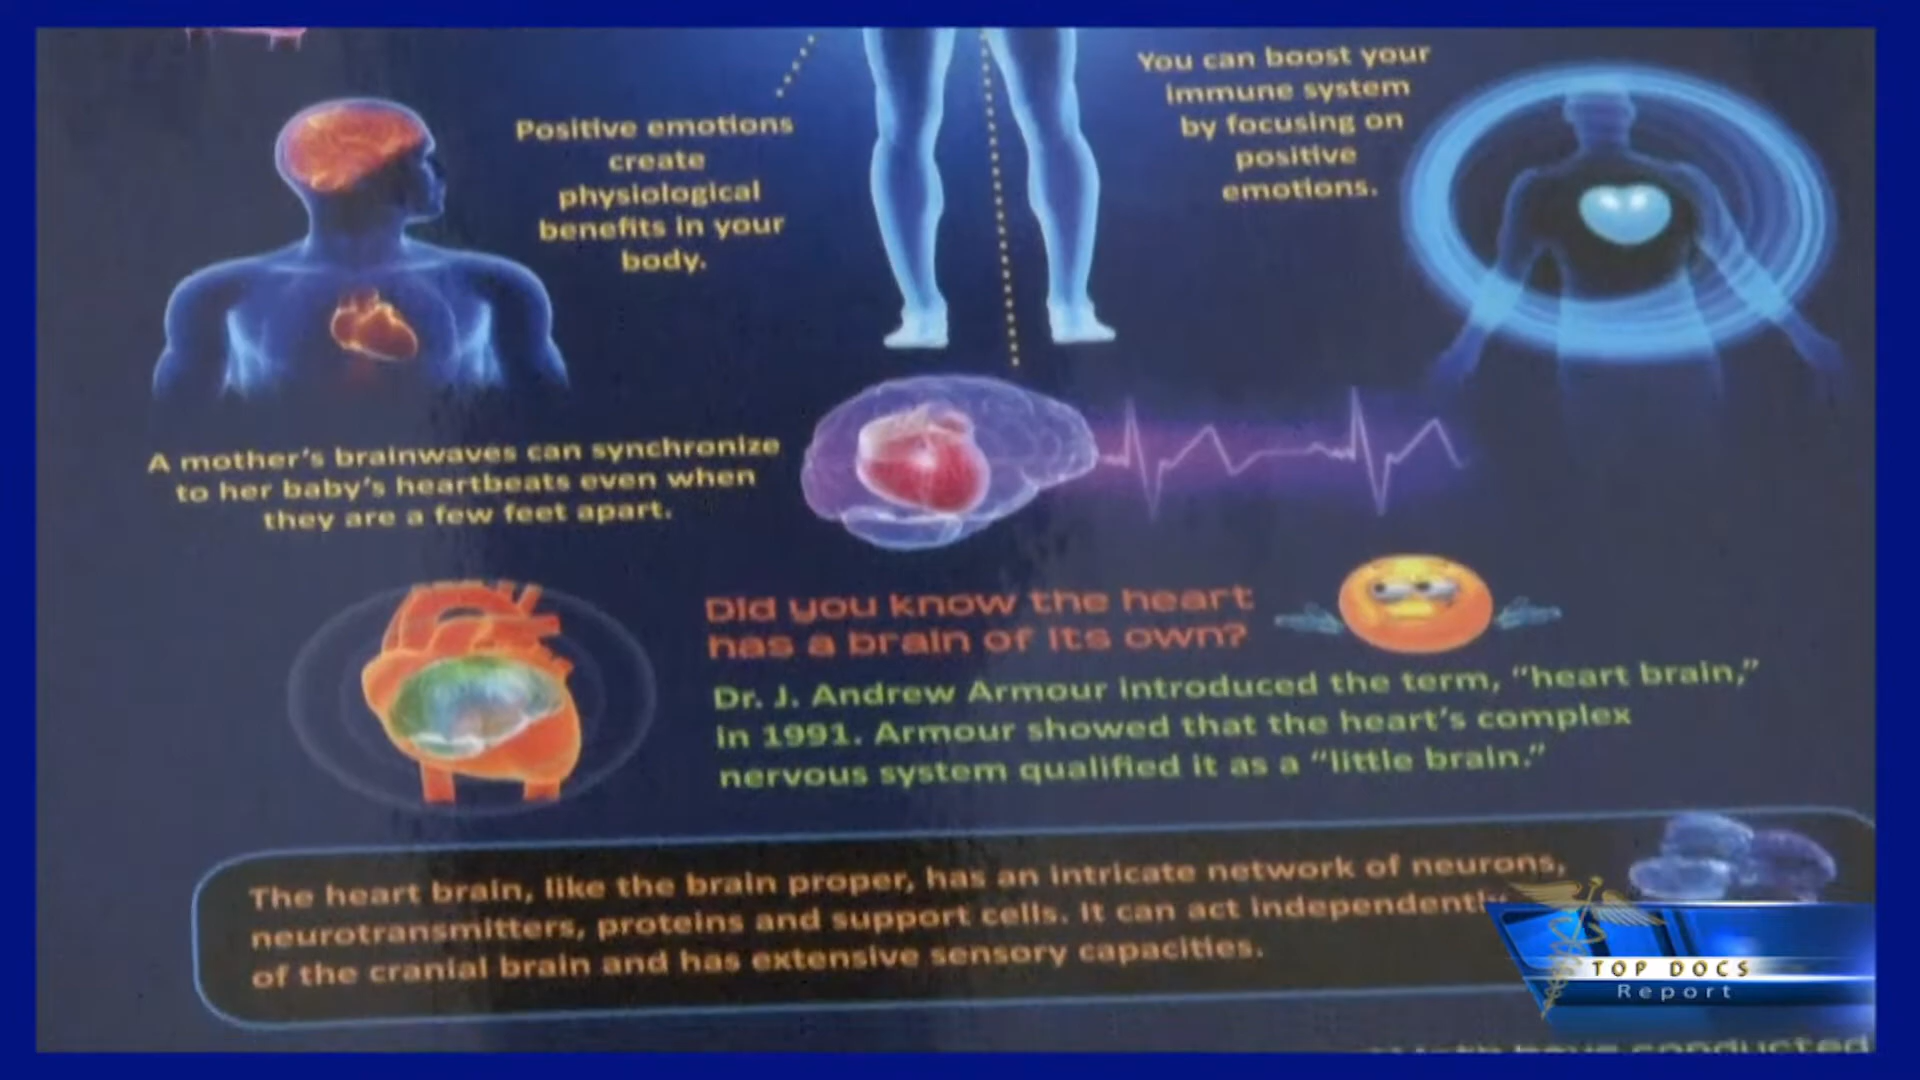 Positive emotions
create
physiological
benefits in your
body.
You can boost your
immune system
by focusing on
positive
emotions.
A mother's brainwaves can synchronize
to her baby's heartbeats even when
they are a few feet apart.
Did you know the heart
has a brain of its own?
Dr. J. Andrew Armour introduced the term, "heart brain,"
in 1991. Armour showed that the heart's complex
nervous system qualified it as a "little brain."
The heart brain, like the brain proper, has an intricate network of neurons,
neurotransmitters, proteins and support cells. It can act independently
of the cranial brain and has extensive sensory capacities.
TOP DOCS
Report
have conducted